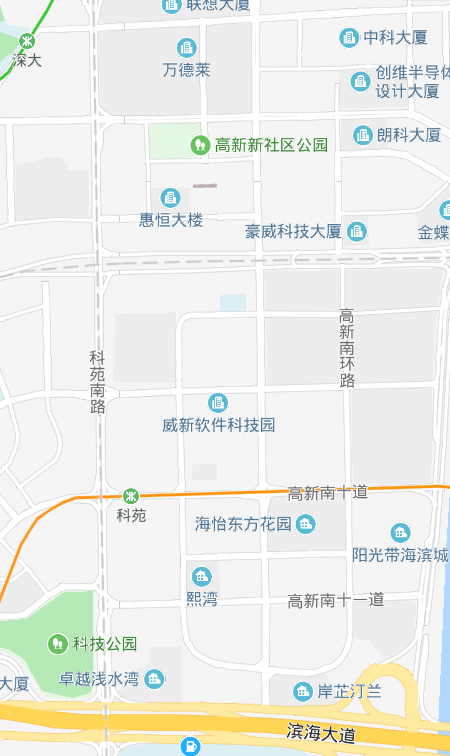 联想大厦
中科大厦
深大
万德莱
创维半导体
设计大厦
朗科大厦
高新新社区公园
惠恒大楼
豪威科技大厦
金蝶
高新南环路
科苑南路
威新软件科技园
高新南十道
科苑
海怡东方花园
阳光带海滨城
熙湾
高新南十一道
科技公园
卓越浅水湾
大厦
岸芷汀兰
滨海大道